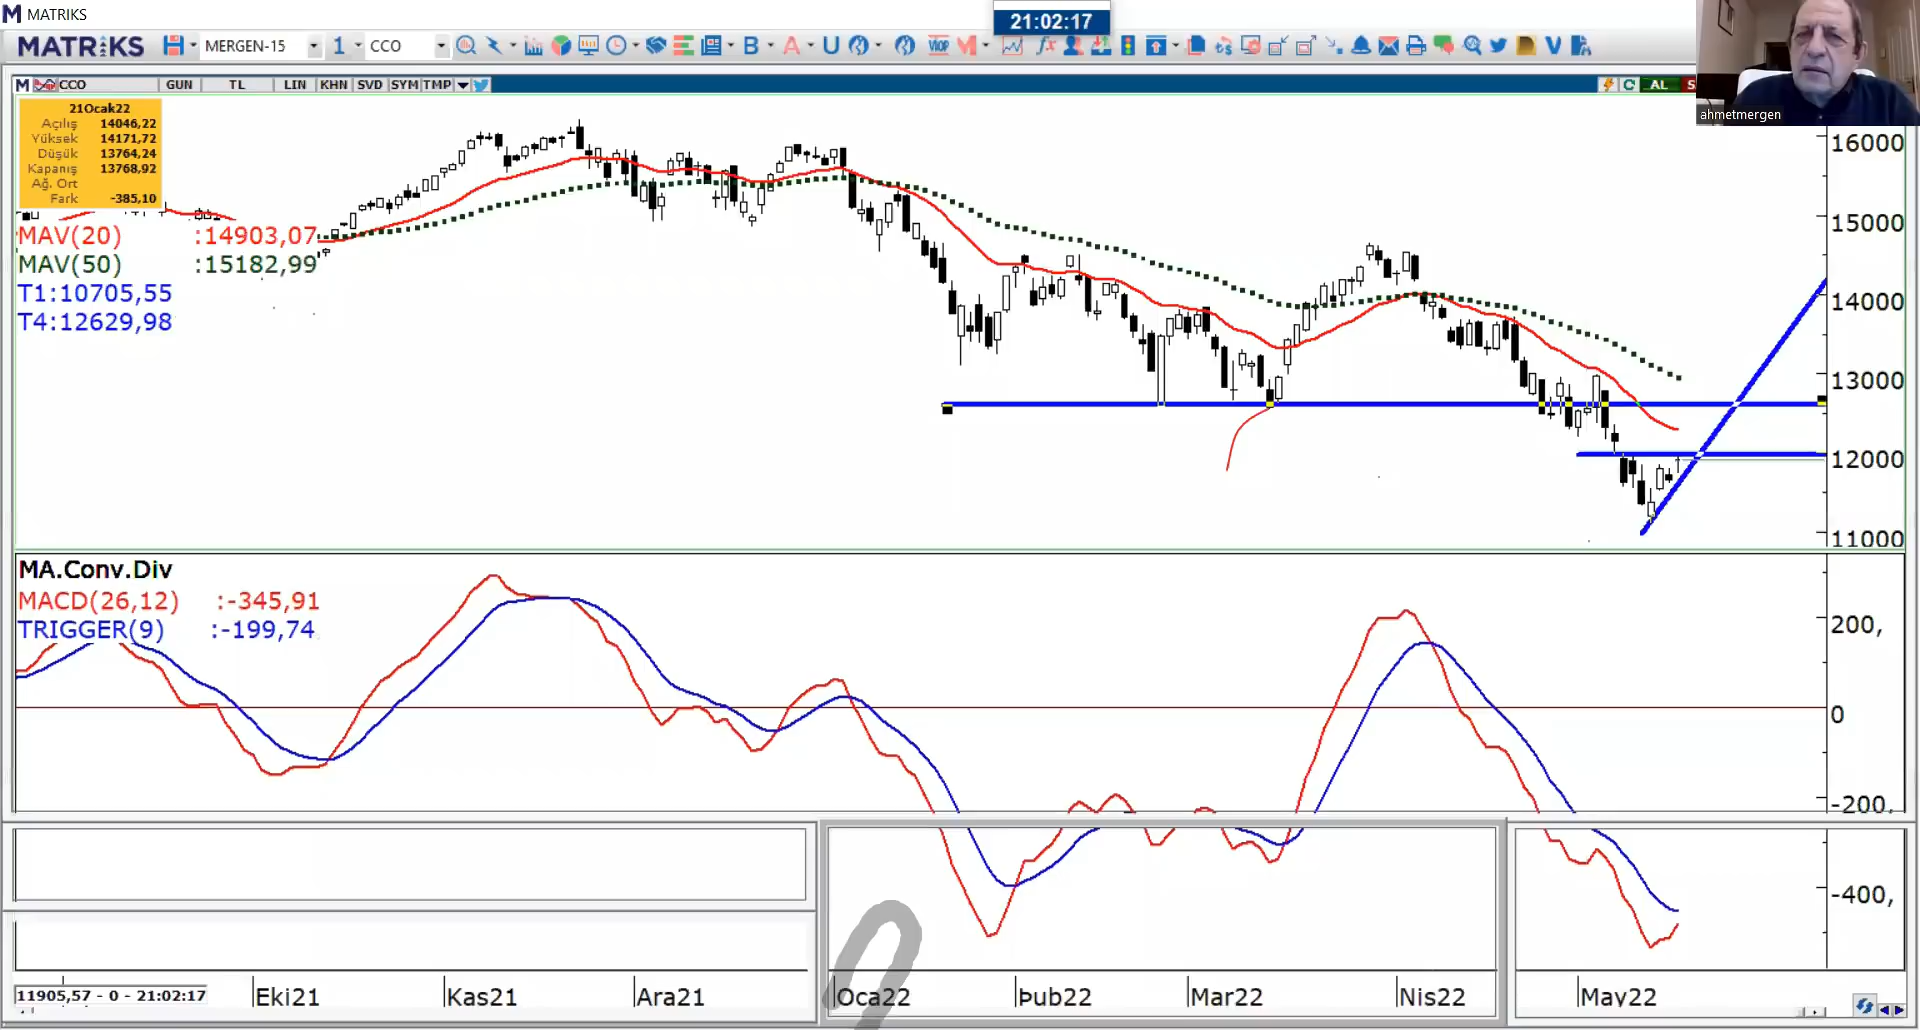 MATRIKS
21:02:17
MATRIKS MERGEN-15 1 CCO B A U VIOP M fx V
ahmetmergen
CCO GUN TL LIN KHN SVD SYM TMP AL S
21Ocak22
Açılış 14046,22
Yüksek 14171,72
Düşük 13764,24
Kapanış 13768,92
Ağ. Ort
Fark -385,10
MAV(20) :14903,07
MAV(50) :15182,99
T1:10705,55
T4:12629,98
16000
15000
14000
13000
12000
11000
MA.Conv.Div
MACD(26,12) :-345,91
TRIGGER(9) :-199,74
200,
0
-200,
-400,
11905,57 - 0 - 21:02:17
Eki21 Kas21 Ara21 Oca22 Þub22 Mar22 Nis22 May22